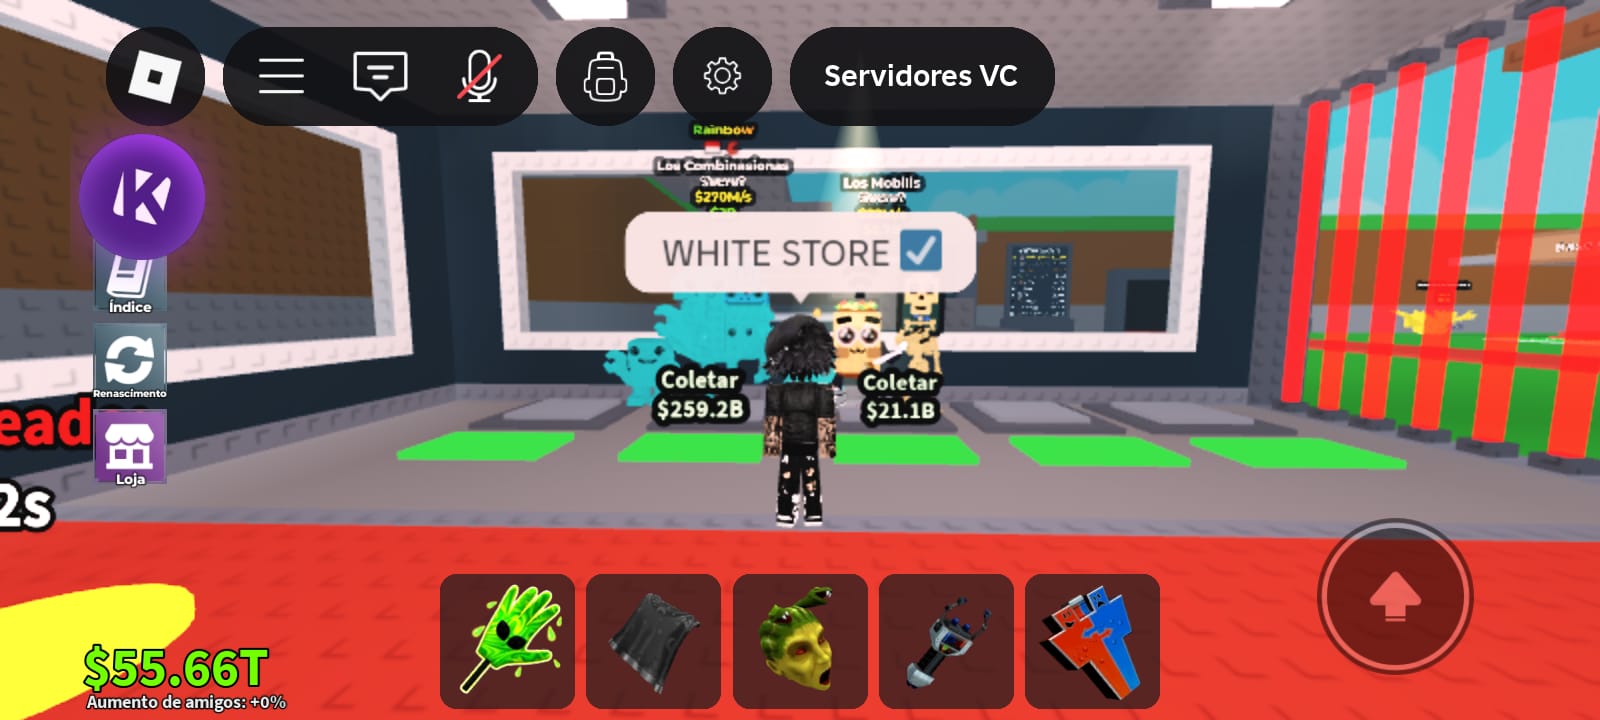 Servidores VC
Rainbow
Los Combinasionas
$270M/s
Los Mobilis
WHITE STORE ☑
Índice
Renascimento
Loja
Coletar
$259.2B
Coletar
$21.1B
ead
2s
$55.66T
Aumento de amigos: +0%